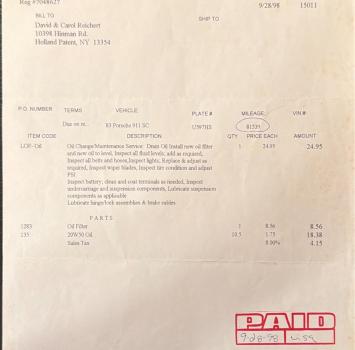 Reg #7048627
9/28/98 15011
BILL TO
SHIP TO
David & Carol Reichert
10398 Hinman Rd.
Holland Patent, NY 13354
P.O. NUMBER TERMS VEHICLE PLATE # MILEAGE VIN #
Due on re... 83 Porsche 911 SC U597HS 81539
ITEM CODE DESCRIPTION QTY PRICE EACH AMOUNT
LOF-Oil Oil Change/Maintenance Service: Drain Oil Install new oil filter 1 24.95 24.95
and new oil to level, Inspect all fluid levels, add as required,
Inspect all belts and hoses, Inspect lights, Replace & adjust as
required, Inspect wiper blades, Inspect tire condition and adjust
PSI
Inspect battery, clean and coat terminals as needed, Inspect
undercarriage and suspension components, Lubricate suspension
components as applicable
Lubricate hinge/lock assemblies & brake cables
PARTS
1283 Oil Filter 1 8.56 8.56
155 20W50 Oil 10.5 1.75 18.38
Sales Tax 8.00% 4.15
PAID
9-28-98